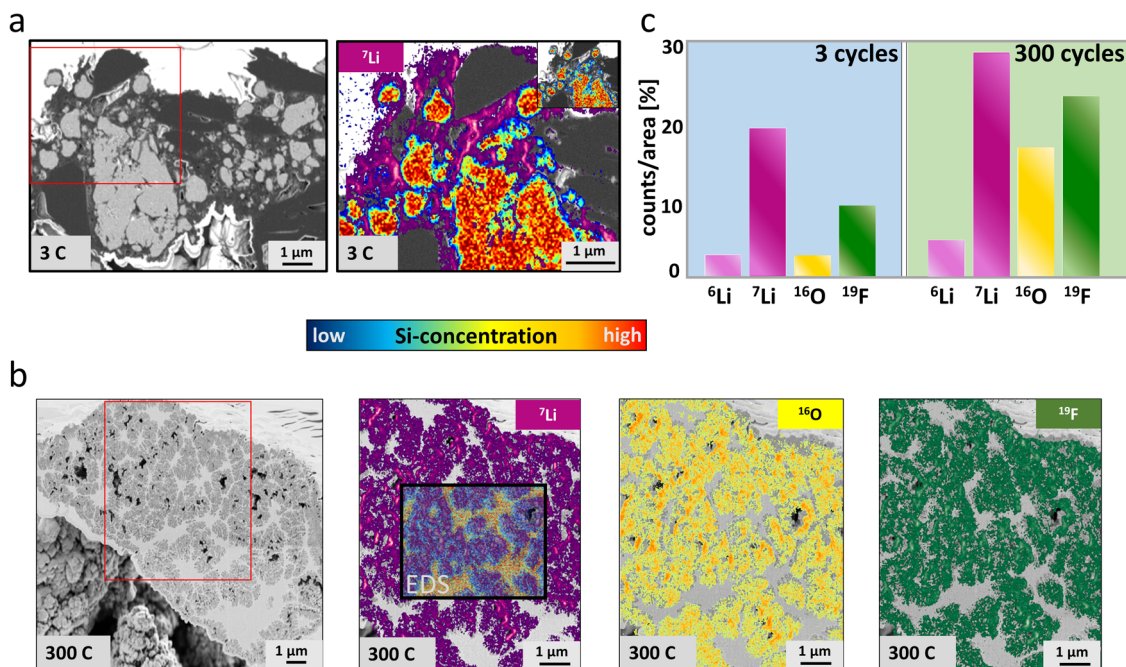 a
⁷Li
3 C
1 µm
3 C
1 µm
c
counts/area [%]
30
20
10
0
3 cycles
300 cycles
⁶Li
⁷Li
¹⁶O
¹⁹F
⁶Li
⁷Li
¹⁶O
¹⁹F
low
Si-concentration
high
b
300 C
1 µm
⁷Li
EDS
300 C
1 µm
¹⁶O
300 C
1 µm
¹⁹F
300 C
1 µm